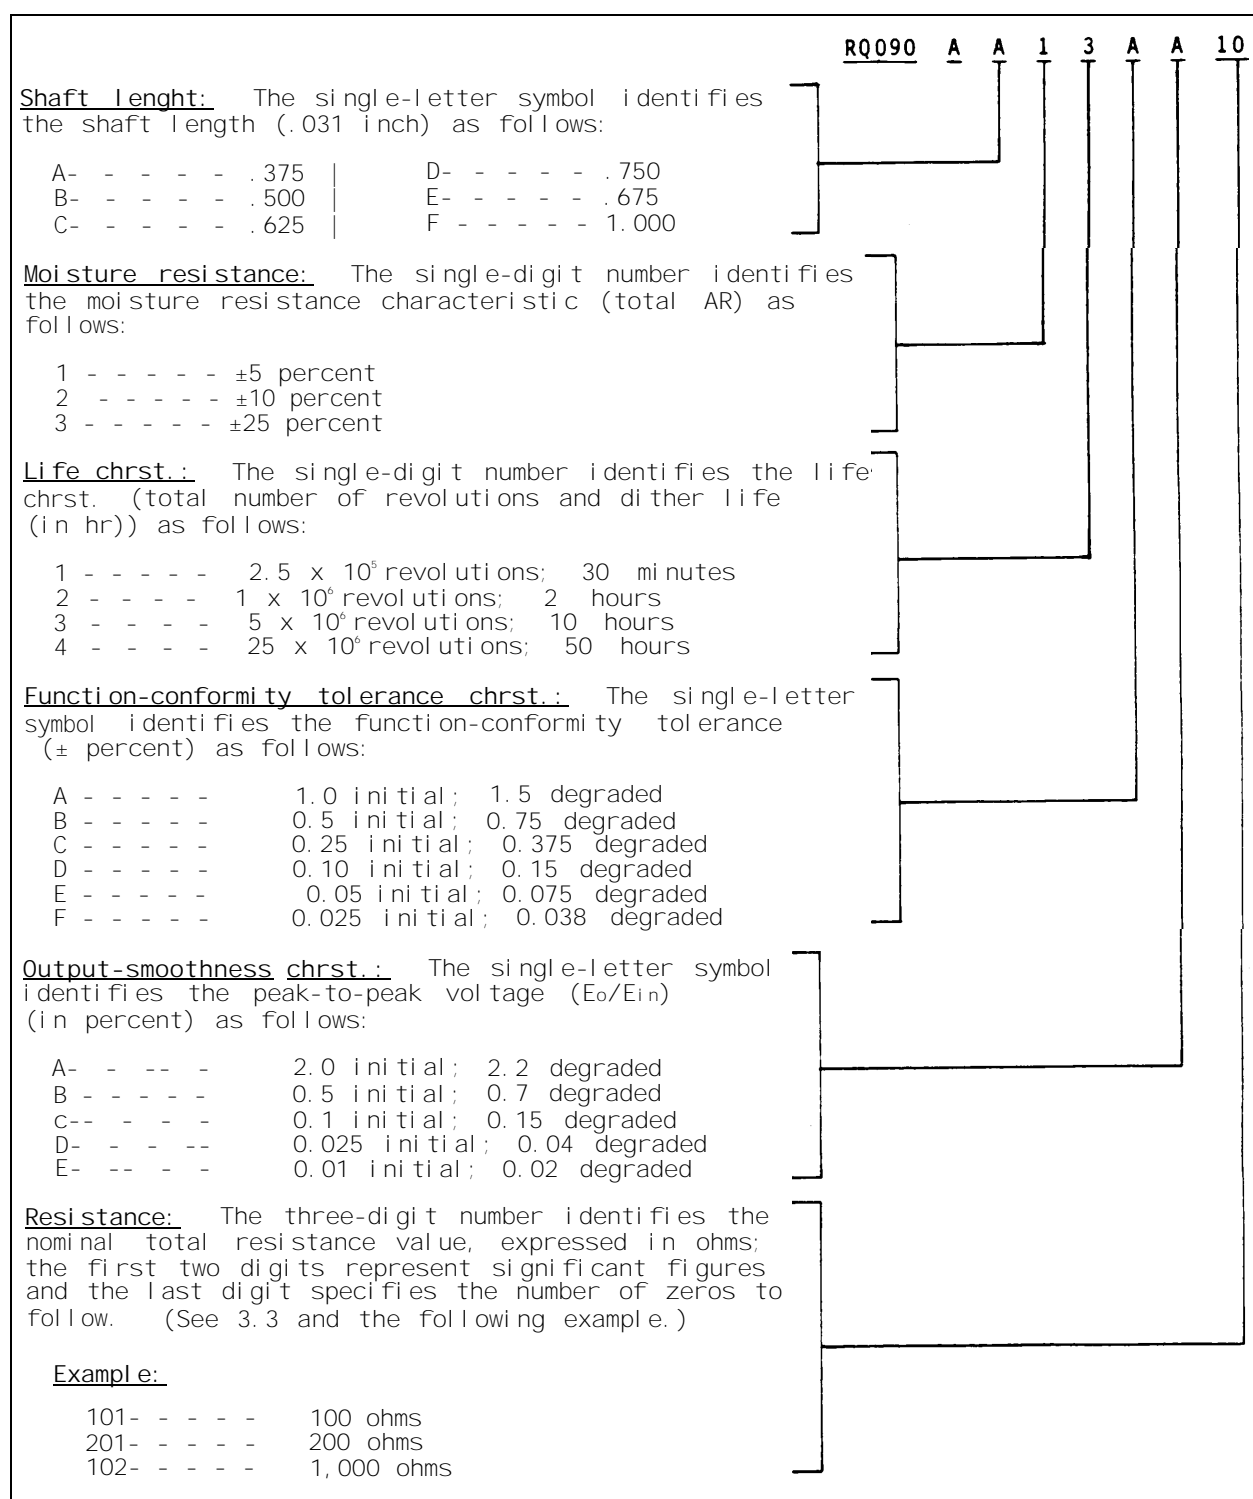 RQ090 A A 1 3 A A 10
Shaft lenght: The single-letter symbol identifies
the shaft length (.031 inch) as follows:
A- - - - - .375 | D- - - - - .750
B- - - - - .500 | E- - - - - .675
C- - - - - .625 | F - - - - - 1.000
Moisture resistance: The single-digit number identifies
the moisture resistance characteristic (total AR) as
follows:
1 - - - - - ±5 percent
2 - - - - - ±10 percent
3 - - - - - ±25 percent
Life chrst.: The single-digit number identifies the life
chrst. (total number of revolutions and dither life
(in hr)) as follows:
1 - - - - - 2.5 x 10⁵ revolutions; 30 minutes
2 - - - - 1 x 10⁶ revolutions; 2 hours
3 - - - - 5 x 10⁶ revolutions; 10 hours
4 - - - - 25 x 10⁶ revolutions; 50 hours
Function-conformity tolerance chrst.: The single-letter
symbol identifies the function-conformity tolerance
(± percent) as follows:
A - - - - - 1.0 initial; 1.5 degraded
B - - - - - 0.5 initial; 0.75 degraded
C - - - - - 0.25 initial; 0.375 degraded
D - - - - - 0.10 initial; 0.15 degraded
E - - - - - 0.05 initial; 0.075 degraded
F - - - - - 0.025 initial; 0.038 degraded
Output-smoothness chrst.: The single-letter symbol
identifies the peak-to-peak voltage (Eo/Ein)
(in percent) as follows:
A- - -- - 2.0 initial; 2.2 degraded
B - - - - - 0.5 initial; 0.7 degraded
c-- - - - 0.1 initial; 0.15 degraded
D- - - -- 0.025 initial; 0.04 degraded
E- -- - - 0.01 initial; 0.02 degraded
Resistance: The three-digit number identifies the
nominal total resistance value, expressed in ohms;
the first two digits represent significant figures
and the last digit specifies the number of zeros to
follow. (See 3.3 and the following example.)
Example:
101- - - - - 100 ohms
201- - - - - 200 ohms
102- - - - - 1,000 ohms